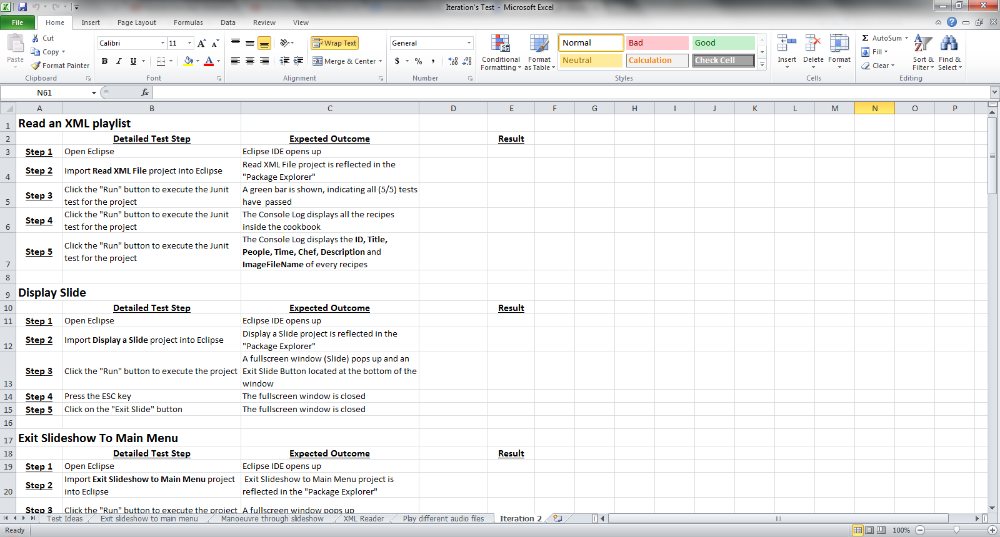 Iteration's Test - Microsoft Excel
File Home Insert Page Layout Formulas Data Review View
Cut
Copy
Format Painter
Paste
Clipboard
Calibri 11
B I U
Font
Wrap Text
Merge & Center
Alignment
General
$ % ,
Number
Conditional Formatting
Format as Table
Normal Bad Good
Neutral Calculation Check Cell
Styles
Insert Delete Format
Cells
AutoSum
Fill
Clear
Sort & Filter
Find & Select
Editing
N61 fx
A B C D E F G H I J K L M N O P
1 Read an XML playlist
2 Detailed Test Step Expected Outcome Result
3 Step 1 Open Eclipse Eclipse IDE opens up
4 Step 2 Import Read XML File project into Eclipse Read XML File project is reflected in the
"Package Explorer"
5 Step 3 Click the "Run" button to execute the Junit
test for the project
A green bar is shown, indicating all (5/5) tests
have passed
6 Step 4 Click the "Run" button to execute the Junit
test for the project
The Console Log displays all the recipes
inside the cookbook
7 Step 5 Click the "Run" button to execute the Junit
test for the project
The Console Log displays the ID, Title,
People, Time, Chef, Description and
ImageFileName of every recipes
8
9 Display Slide
10 Detailed Test Step Expected Outcome Result
11 Step 1 Open Eclipse Eclipse IDE opens up
12 Step 2 Import Display a Slide project into Eclipse Display a Slide project is reflected in the
"Package Explorer"
13 Step 3 Click the "Run" button to execute the project A fullscreen window (Slide) pops up and an
Exit Slide Button located at the bottom of the
window
14 Step 4 Press the ESC key The fullscreen window is closed
15 Step 5 Click on the "Exit Slide" button The fullscreen window is closed
16
17 Exit Slideshow To Main Menu
18 Detailed Test Step Expected Outcome Result
19 Step 1 Open Eclipse Eclipse IDE opens up
20 Step 2 Import Exit Slideshow to Main Menu project
into Eclipse
Exit Slideshow to Main Menu project is
reflected in the "Package Explorer"
Step 3 Click the "Run" button to execute the project A fullscreen window pops up
Test Ideas Exit slideshow to main menu Manoeuvre through slideshow XML Reader Play different audio files Iteration 2
Ready 100%